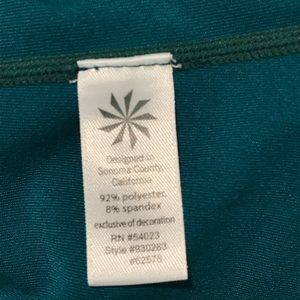 Designed in
Sonoma County,
California
92% polyester,
8% spandex
exclusive of decoration
RN #54023
Style #930283
#62578